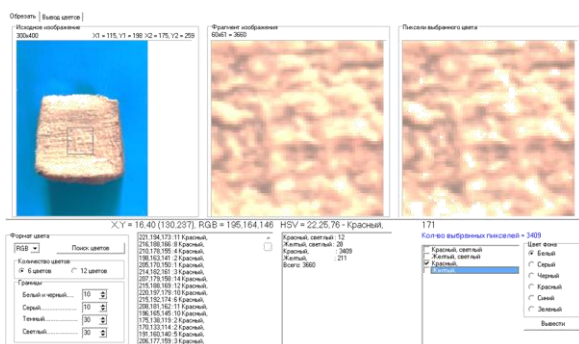 Обрезать Вывод цветов
Исходное изображение
300x400 X1 = 115, Y1 = 198 X2 = 175, Y2 = 259
Фрагмент изображения
60x61 = 3660
Пиксели выбранного цвета
X,Y = 16,40 (130,237), RGB = 195,164,146 HSV = 22,25,76 - Красный, 171
Формат цвета
RGB Поиск цветов
Количество цветов
6 цветов 12 цветов
Границы
Белый и черный.... 10
Серый............... 10
Темный............. 30
Светлый............ 30
221,194,173:11 Красный,
216,188,166:8 Красный,
210,178,155:4 Красный,
198,163,141:2 Красный,
205,170,150:1 Красный,
214,182,161:3 Красный,
207,179,158:14 Красный,
215,188,169:12 Красный,
220,197,179:10 Красный,
215,192,174:6 Красный,
208,181,162:11 Красный,
196,165,145:10 Красный,
175,138,119:2 Красный,
170,133,114:2 Красный,
191,160,140:5 Красный,
206,177,159:3 Красный,
Красный, светлый : 12
Желтый, светлый : 28
Красный, : 3409
Желтый, : 211
Всего: 3660
Кол-во выбранных пикселей = 3409
Красный, светлый
Желтый, светлый
Красный,
Желтый,
Цвет фона
Белый
Серый
Черный
Красный
Синий
Зеленый
Вывести